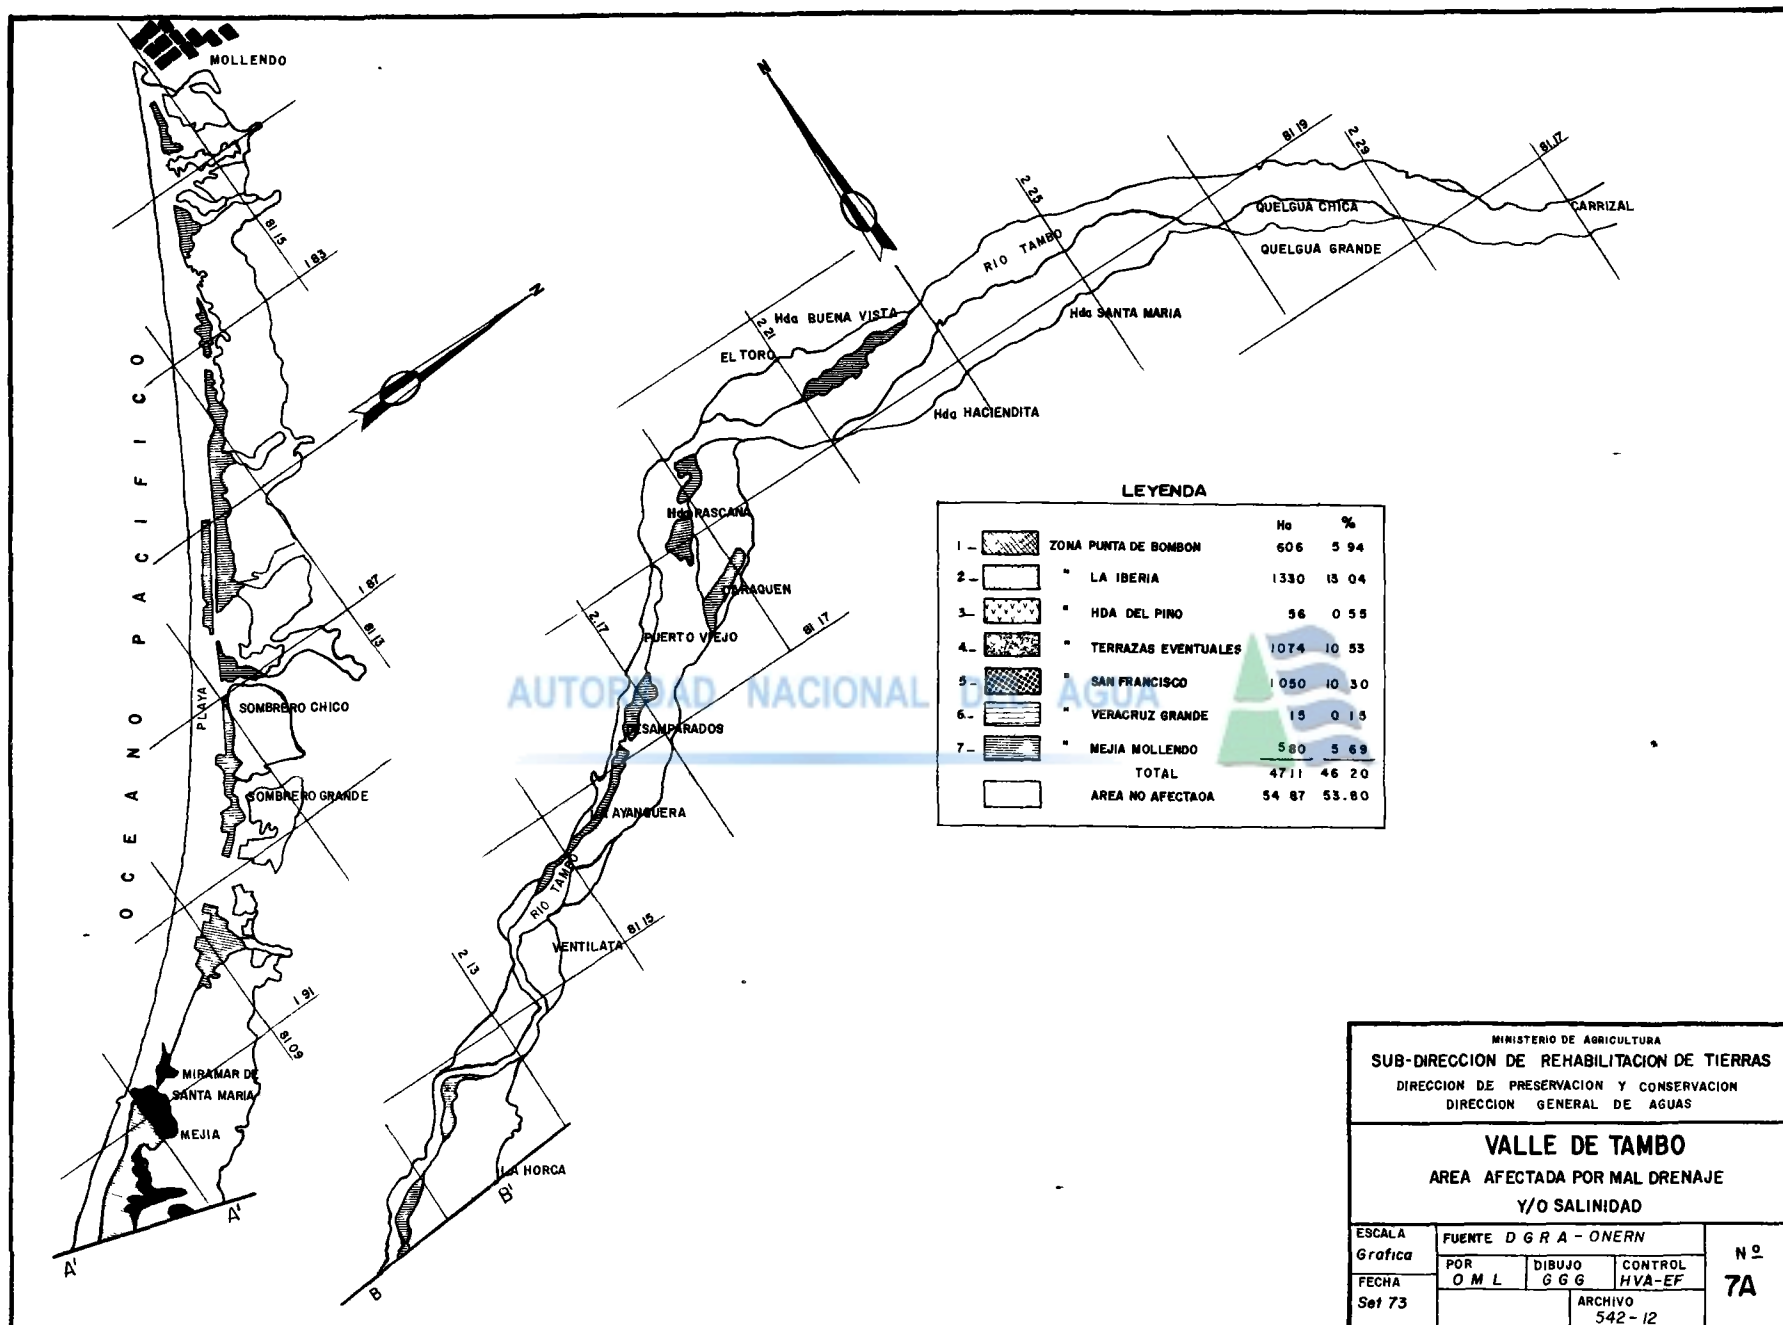 MOLLENDO
N
81 15
1 83
N
OCEANO PACIFICO
PLAYA
1 87
81 13
SOMBRERO CHICO
SOMBRERO GRANDE
1 91
81 09
MIRAMAR DE
SANTA MARIA
MEJIA
A'
A'
81 19
2 29
81.17
2 25
QUELGUA CHICA
CARRIZAL
QUELGUA GRANDE
RIO TAMBO
Hda BUENA VISTA
2 21
EL TORO
Hda SANTA MARIA
Hda HACIENDITA
Hda PASCANA
CARAQUEN
2.17
PUERTO VIEJO
81 17
DESAMPARADOS
LA AYANQUERA
RIO TAMBO
VENTILATA
81 15
2 13
LA HORCA
B'
B
AUTORIDAD NACIONAL DEL AGUA
LEYENDA
Ha %
1 - ZONA PUNTA DE BOMBON 606 5 94
2 - " LA IBERIA 1330 13 04
3 - " HDA DEL PINO 56 0 55
4 - " TERRAZAS EVENTUALES 1074 10 53
5 - " SAN FRANCISCO 1050 10 30
6 - " VERACRUZ GRANDE 15 0 15
7 - " MEJIA MOLLENDO 580 5 69
TOTAL 4711 46 20
AREA NO AFECTADA 54 87 53.80
MINISTERIO DE AGRICULTURA
SUB-DIRECCION DE REHABILITACION DE TIERRAS
DIRECCION DE PRESERVACION Y CONSERVACION
DIRECCION GENERAL DE AGUAS
VALLE DE TAMBO
AREA AFECTADA POR MAL DRENAJE
Y/O SALINIDAD
ESCALA
Grafica
FUENTE D G R A - ONERN
POR
O M L
DIBUJO
G G G
CONTROL
HVA-EF
FECHA
Set 73
ARCHIVO
542-12
Nº
7A